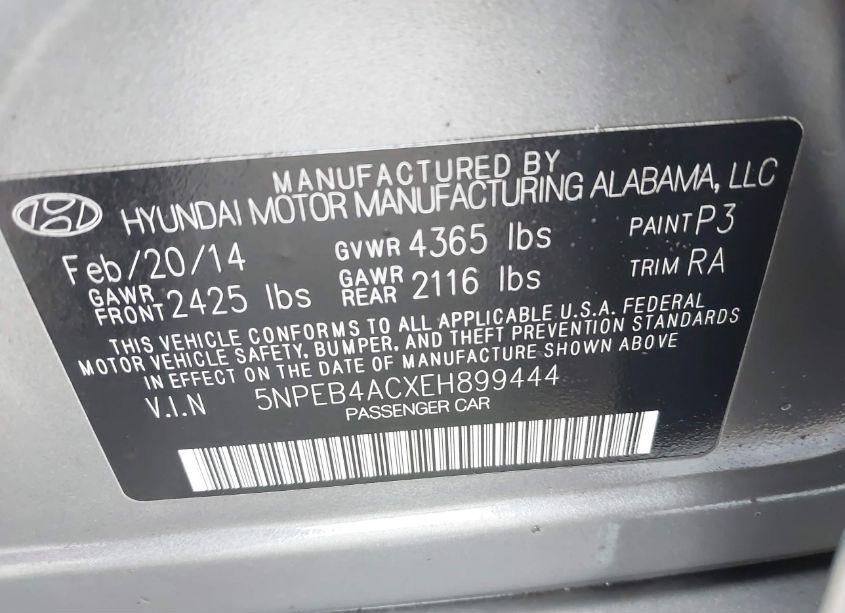 MANUFACTURED BY
HYUNDAI MOTOR MANUFACTURING ALABAMA, LLC
Feb/20/14 GVWR 4365 lbs PAINT P3
GAWR FRONT 2425 lbs GAWR REAR 2116 lbs TRIM RA
THIS VEHICLE CONFORMS TO ALL APPLICABLE U.S.A. FEDERAL
MOTOR VEHICLE SAFETY, BUMPER, AND THEFT PREVENTION STANDARDS
IN EFFECT ON THE DATE OF MANUFACTURE SHOWN ABOVE
V.I.N 5NPEB4ACXEH899444
PASSENGER CAR